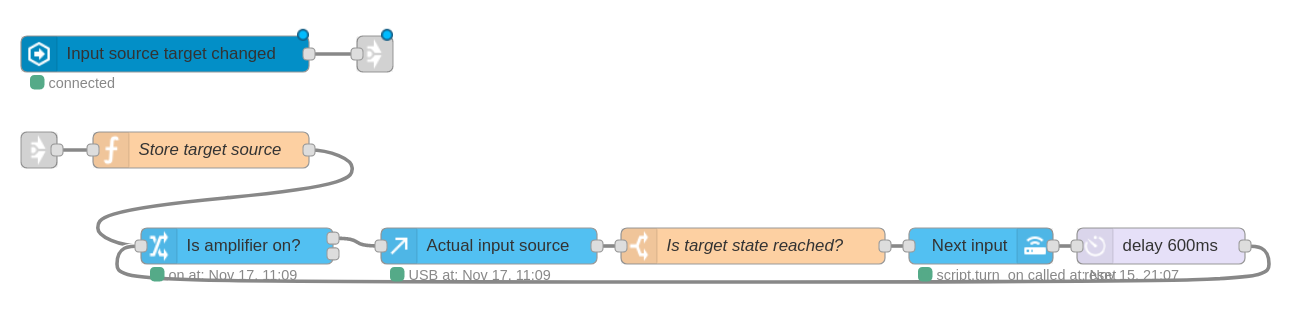 Input source target changed
connected
Store target source
Is amplifier on?
Actual input source
Is target state reached?
Next input
delay 600ms
on at: Nov 17, 11:09
USB at: Nov 17, 11:09
script.turn_on called at: Nov 15, 21:07